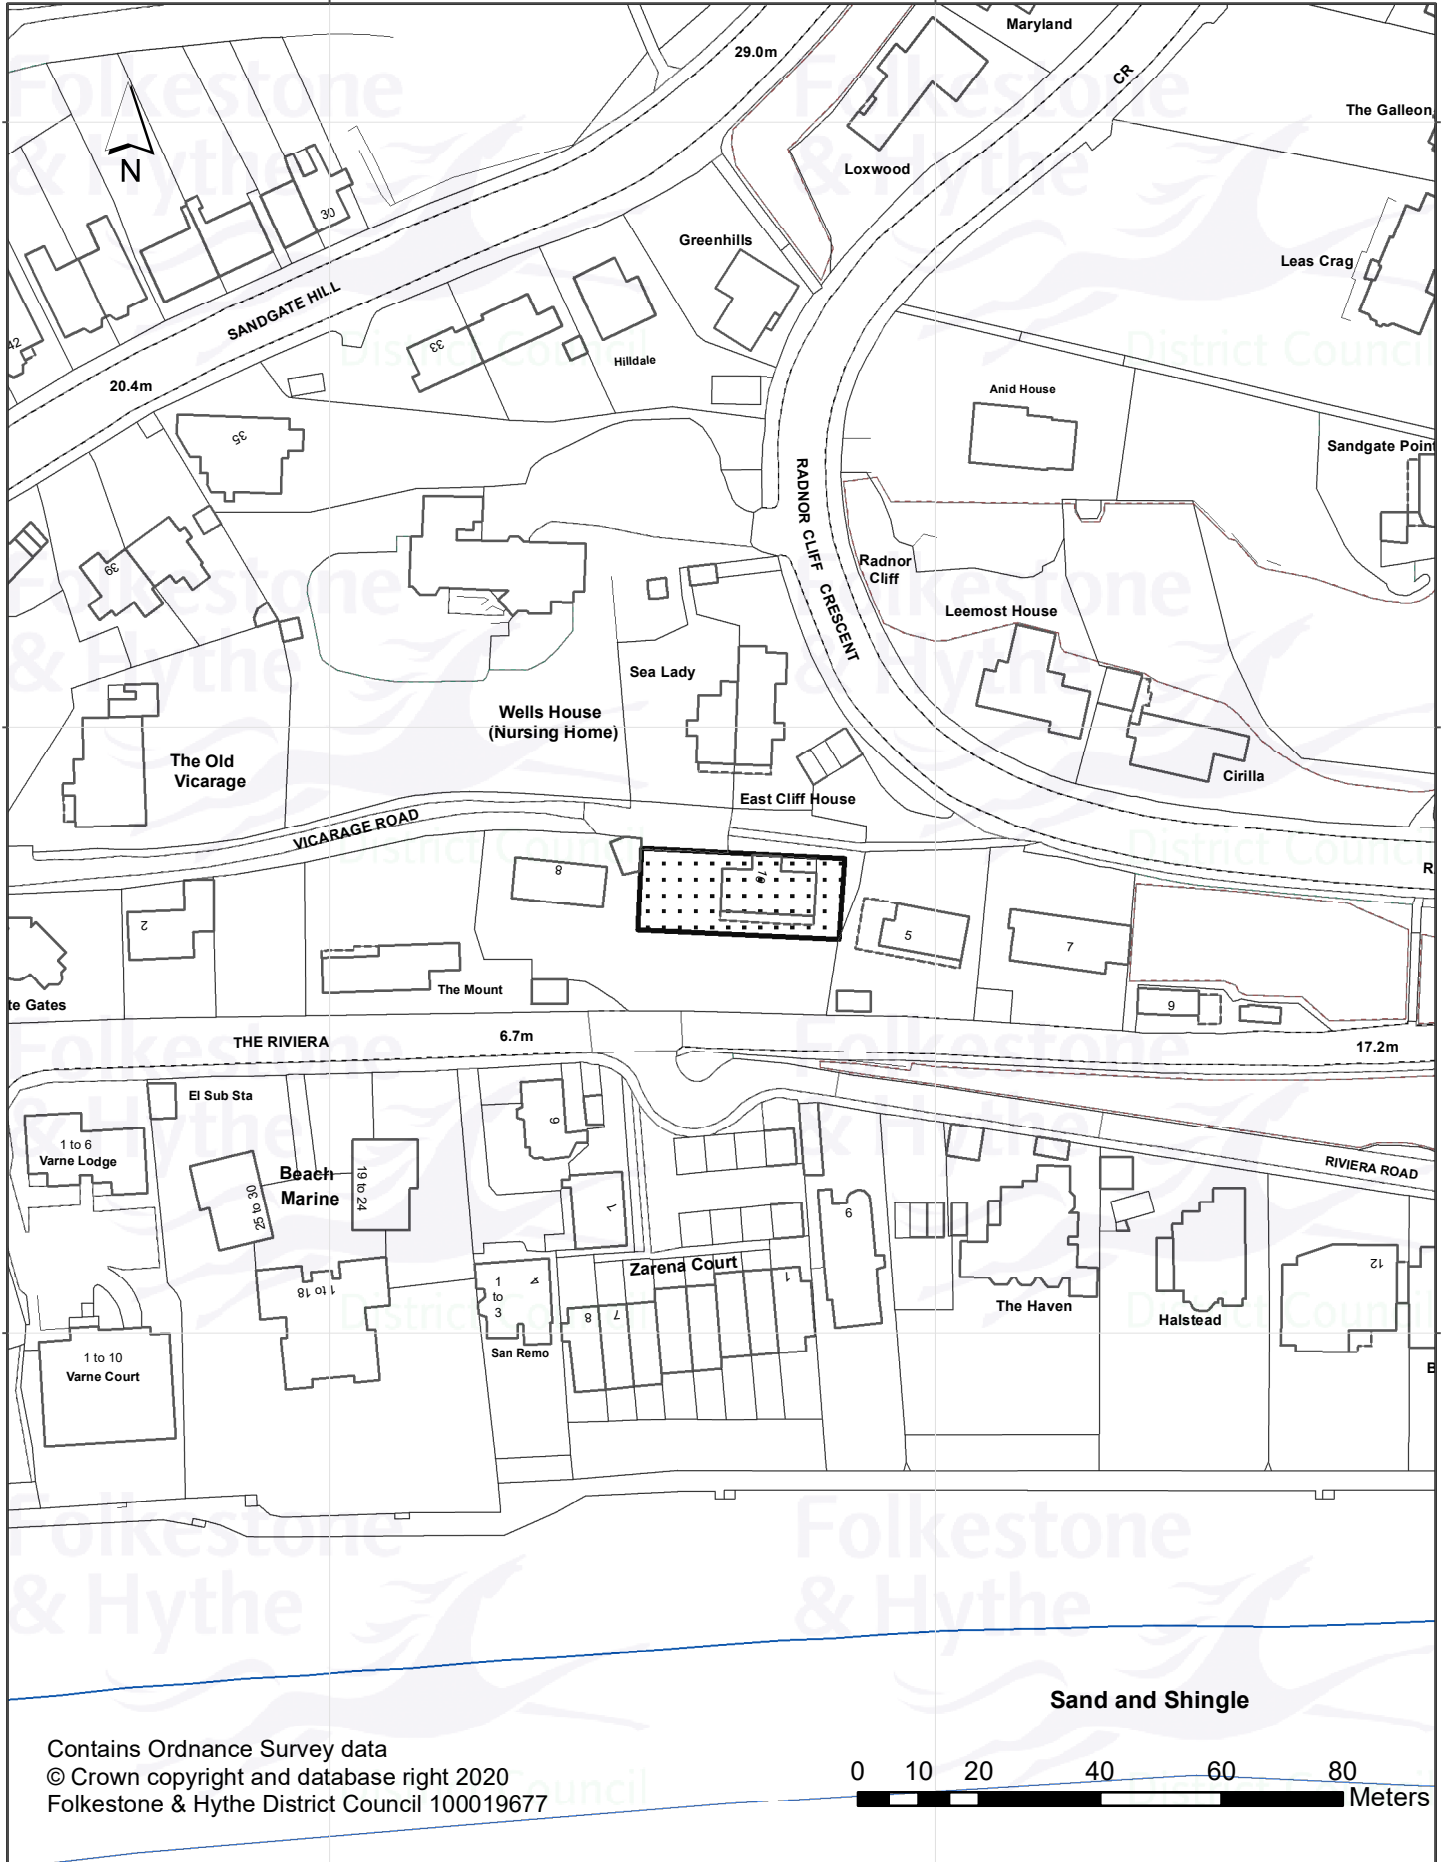 Maryland
29.0m
CR
The Galleon
Loxwood
N
30
Greenhills
Leas Crag
SANDGATE HILL
42
33
Hilldale
20.4m
Anid House
35
Sandgate Point
RADNOR CLIFF CRESCENT
39
Radnor
Cliff
Leemost House
Sea Lady
Wells House
(Nursing Home)
The Old
Vicarage
Cirilla
East Cliff House
VICARAGE ROAD
8
10
R
2
5
7
The Mount
te Gates
9
THE RIVIERA
6.7m
17.2m
El Sub Sta
1 to 6
Varne Lodge
Beach
Marine
19 to 24
25 to 30
RIVIERA ROAD
1
Zarena Court
1 to 18
1
to
3
4
8
7
1
The Haven
Halstead
12
San Remo
1 to 10
Varne Court
Sand and Shingle
Contains Ordnance Survey data
© Crown copyright and database right 2020
Folkestone & Hythe District Council 100019677
0 10 20 40 60 80
Meters
Folkestone
& Hythe
District Council